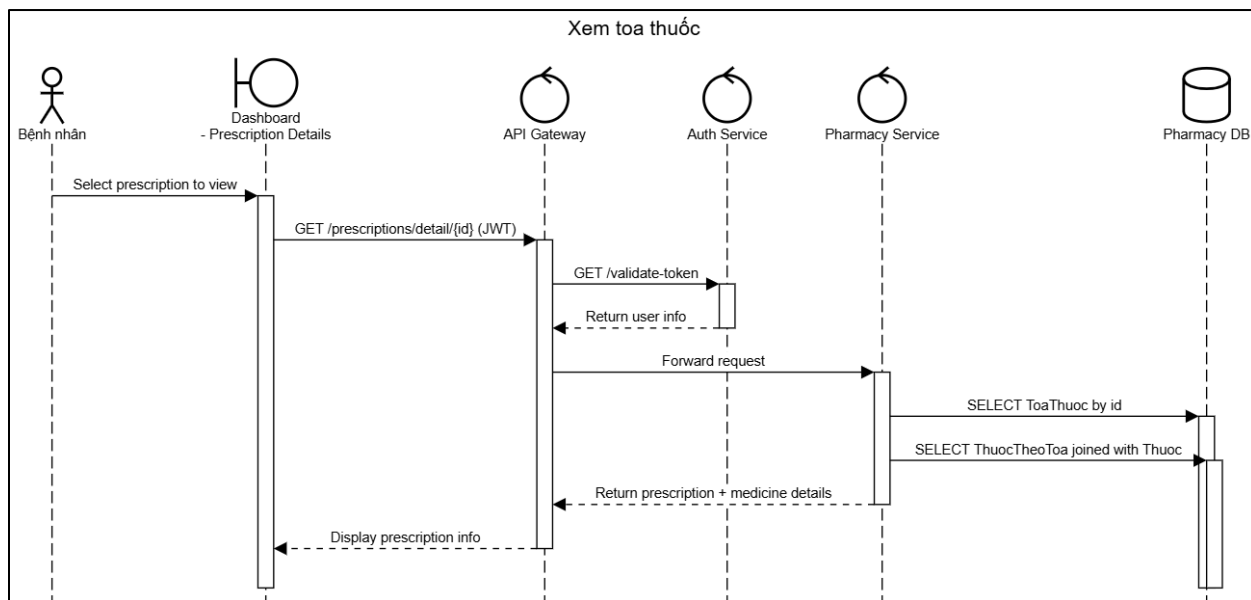 Xem toa thuốc
Bệnh nhân
Dashboard
- Prescription Details
API Gateway
Auth Service
Pharmacy Service
Pharmacy DB
Select prescription to view
GET /prescriptions/detail/{id} (JWT)
GET /validate-token
Return user info
Forward request
SELECT ToaThuoc by id
SELECT ThuocTheoToa joined with Thuoc
Return prescription + medicine details
Display prescription info